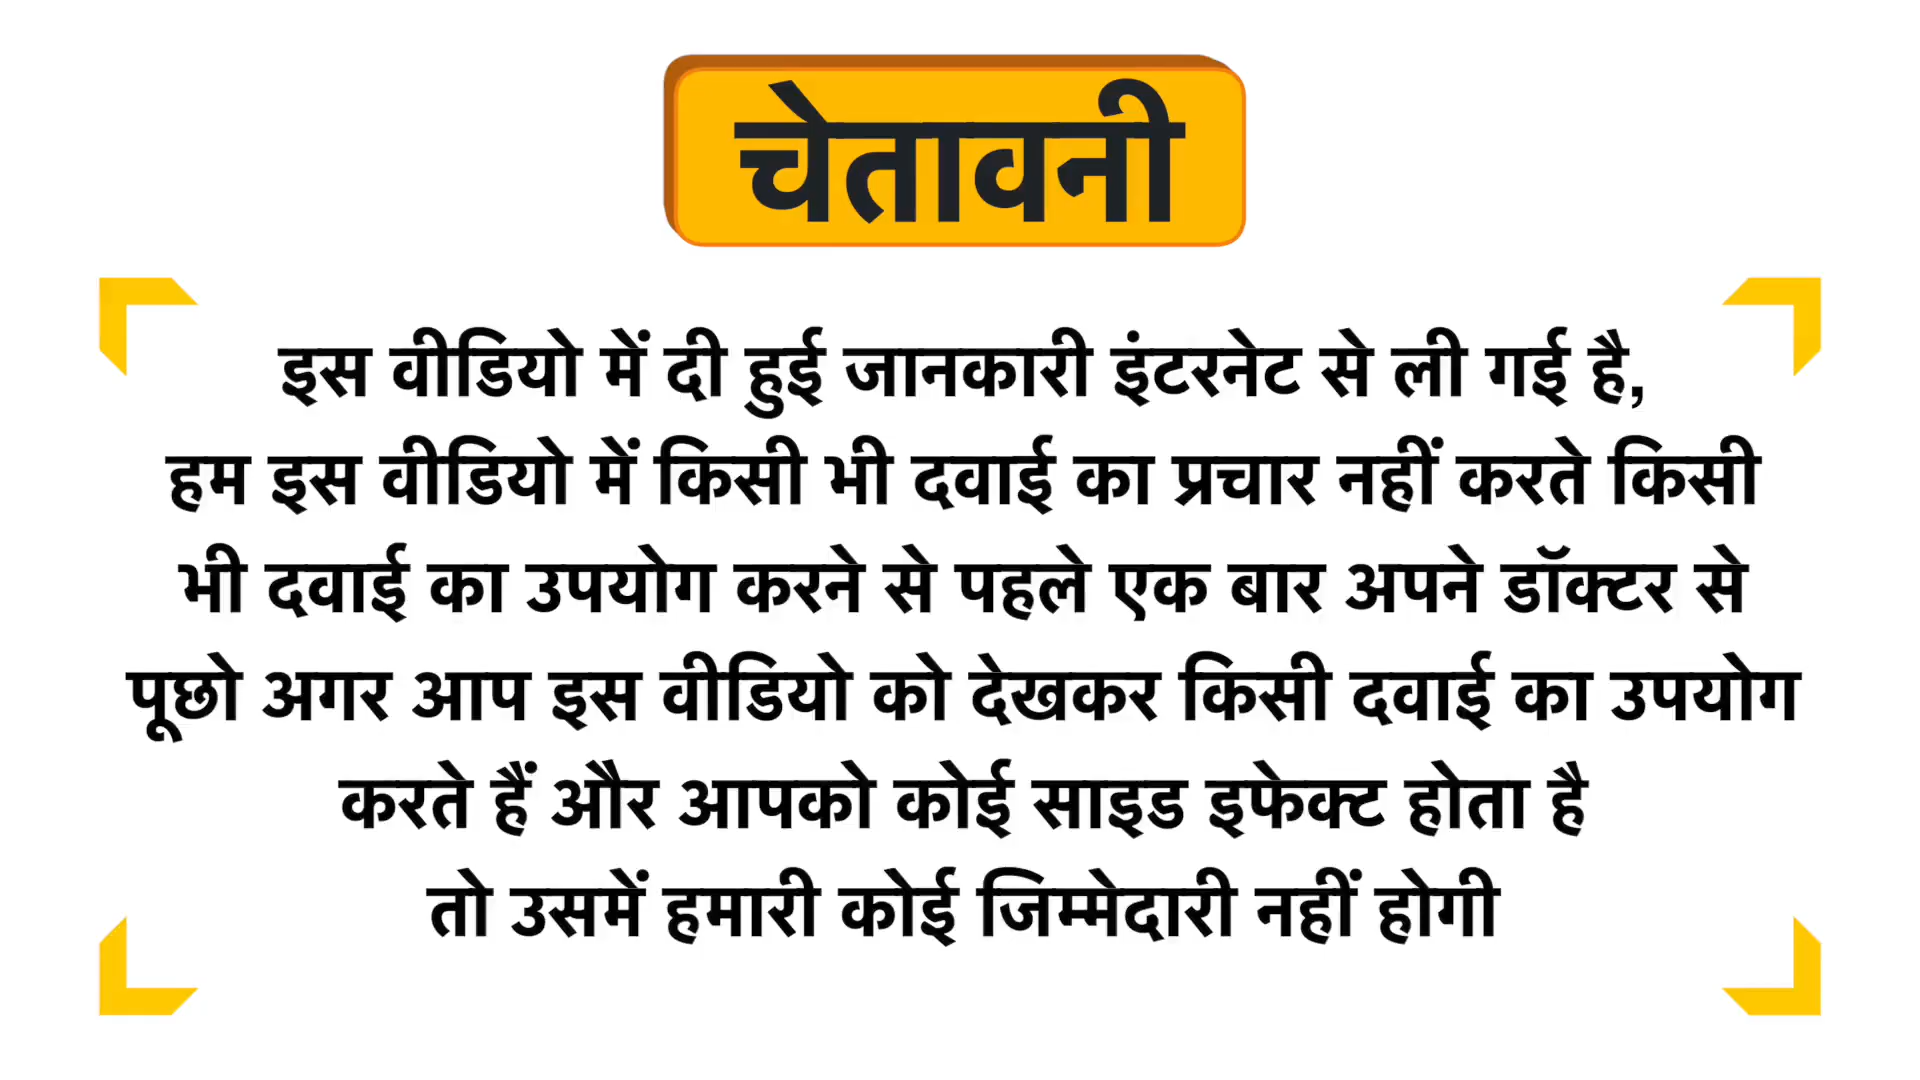 चेतावनी
इस वीडियो में दी हुई जानकारी इंटरनेट से ली गई है,
हम इस वीडियो में किसी भी दवाई का प्रचार नहीं करते किसी
भी दवाई का उपयोग करने से पहले एक बार अपने डॉक्टर से
पूछो अगर आप इस वीडियो को देखकर किसी दवाई का उपयोग
करते हैं और आपको कोई साइड इफेक्ट होता है
तो उसमें हमारी कोई जिम्मेदारी नहीं होगी